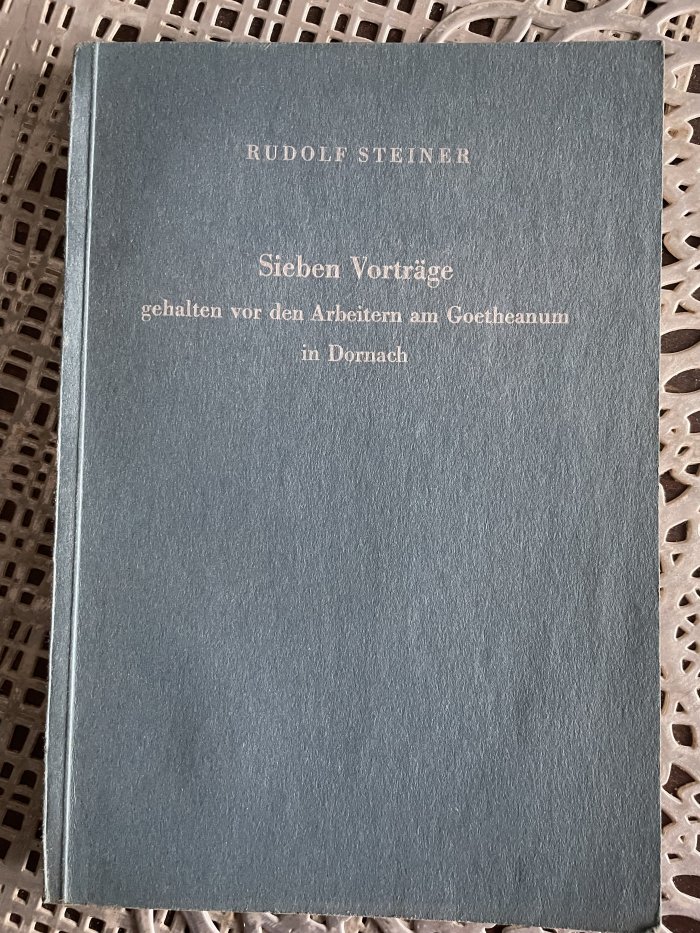 RUDOLF STEINER
Sieben Vorträge
gehalten vor den Arbeitern am Goetheanum
in Dornach